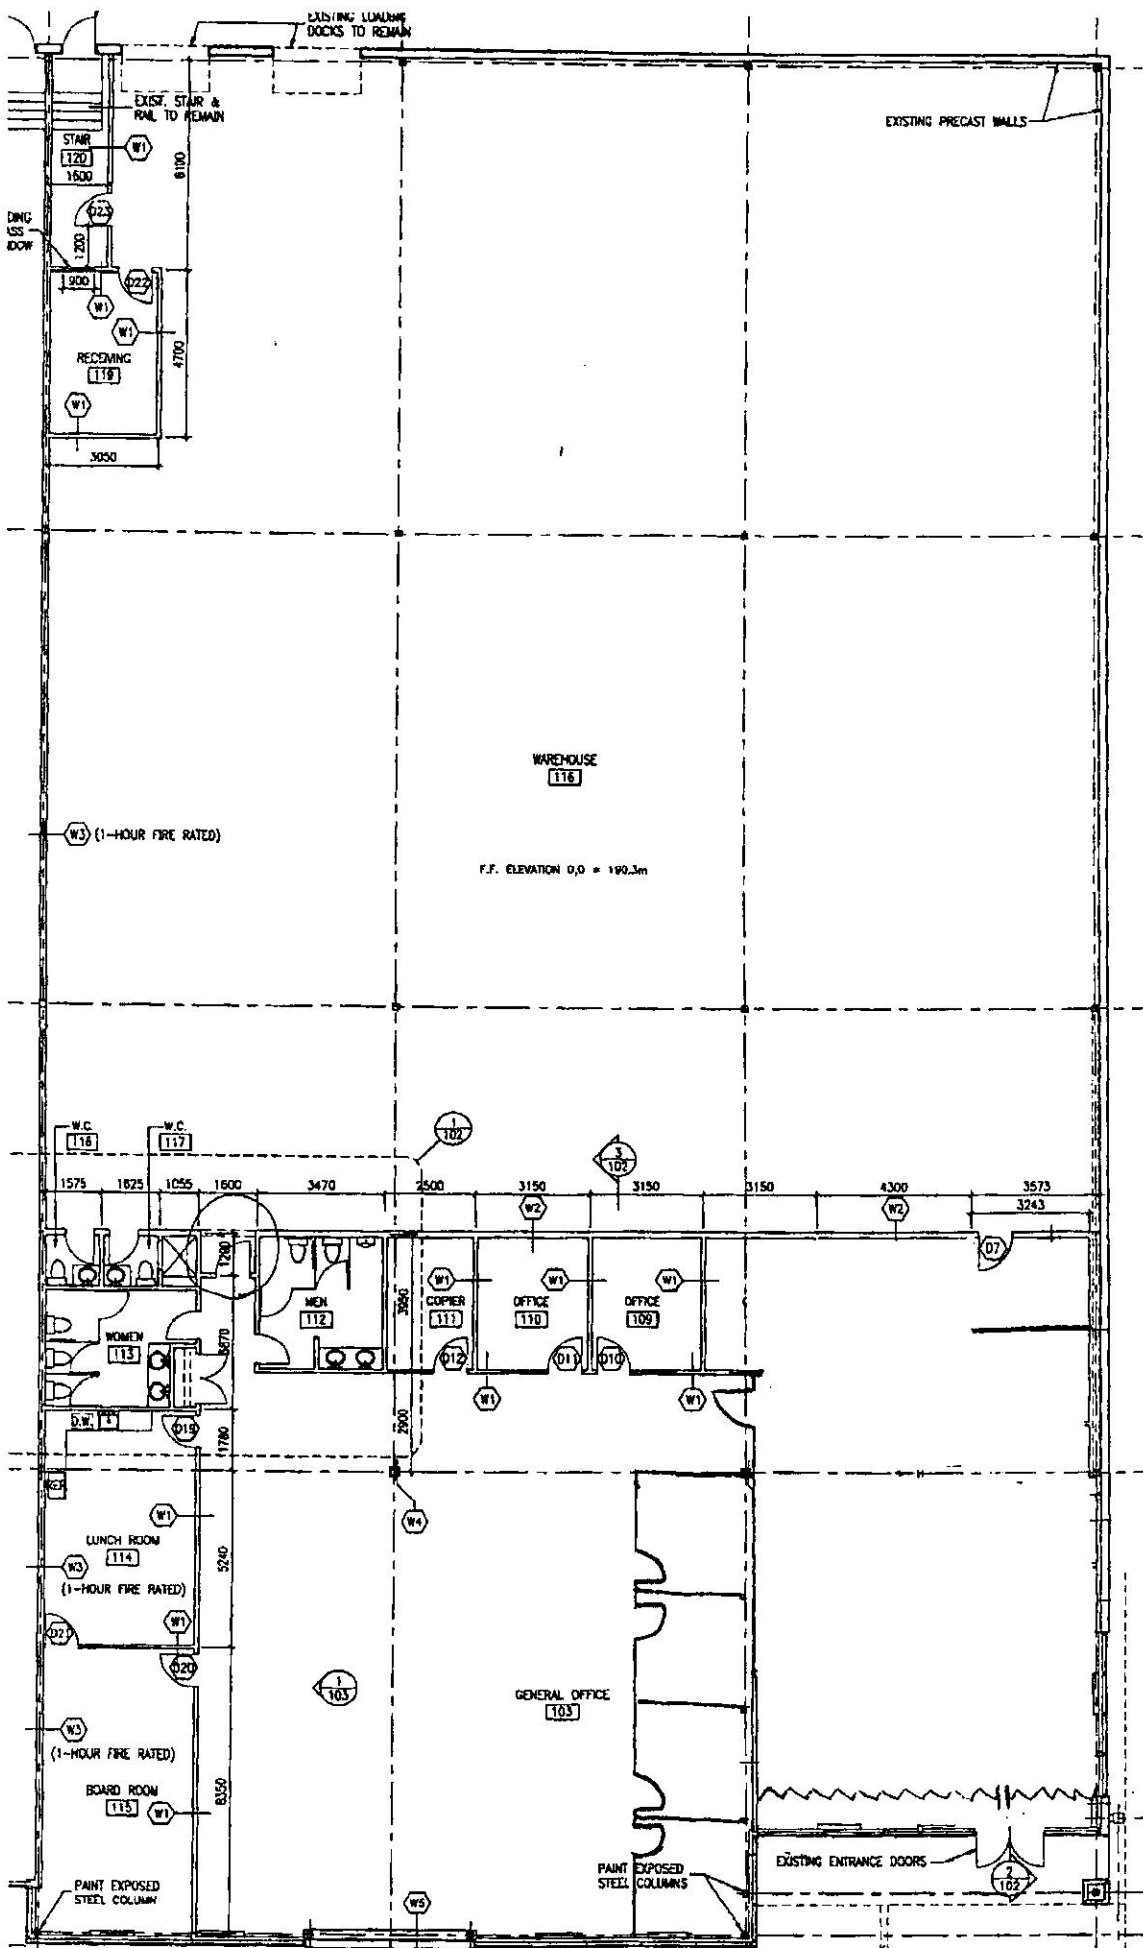 EXISTING LOADING
DOCKS TO REMAIN
EXIST. STAIR &
RAIL TO REMAIN
EXISTING PRECAST WALLS
STAIR
120
W1
1600
6100
D23
1200
900
D22
W1
W1
RECEIVING
119
4700
W1
3050
WAREHOUSE
116
W3 (1-HOUR FIRE RATED)
F.F. ELEVATION 0,0 = 190.3m
W.C.
118
W.C.
117
1
102
3
102
1575
1625
1055
1600
3470
2500
3150
3150
3150
4300
3573
W2
W2
3243
D7
1200
3950
W1
W1
W1
MEN
112
COPIER
111
OFFICE
110
OFFICE
109
WOMEN
113
D12
D11
D10
W1
W1
D.W.
D19
1780
2900
W1
W4
LUNCH ROOM
114
W3
5240
(1-HOUR FIRE RATED)
W1
D21
D20
1
103
GENERAL OFFICE
103
W3
(1-HOUR FIRE RATED)
BOARD ROOM
115
W1
8350
PAINT EXPOSED
STEEL COLUMN
W5
PAINT EXPOSED
STEEL COLUMNS
EXISTING ENTRANCE DOORS
2
102